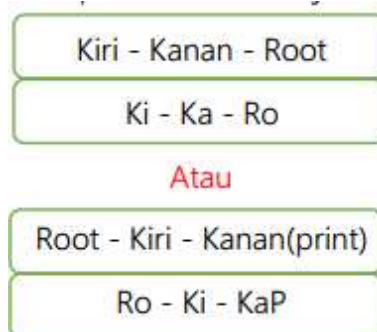 Kiri - Kanan - Root
Ki - Ka - Ro
Atau
Root - Kiri - Kanan(print)
Ro - Ki - KaP